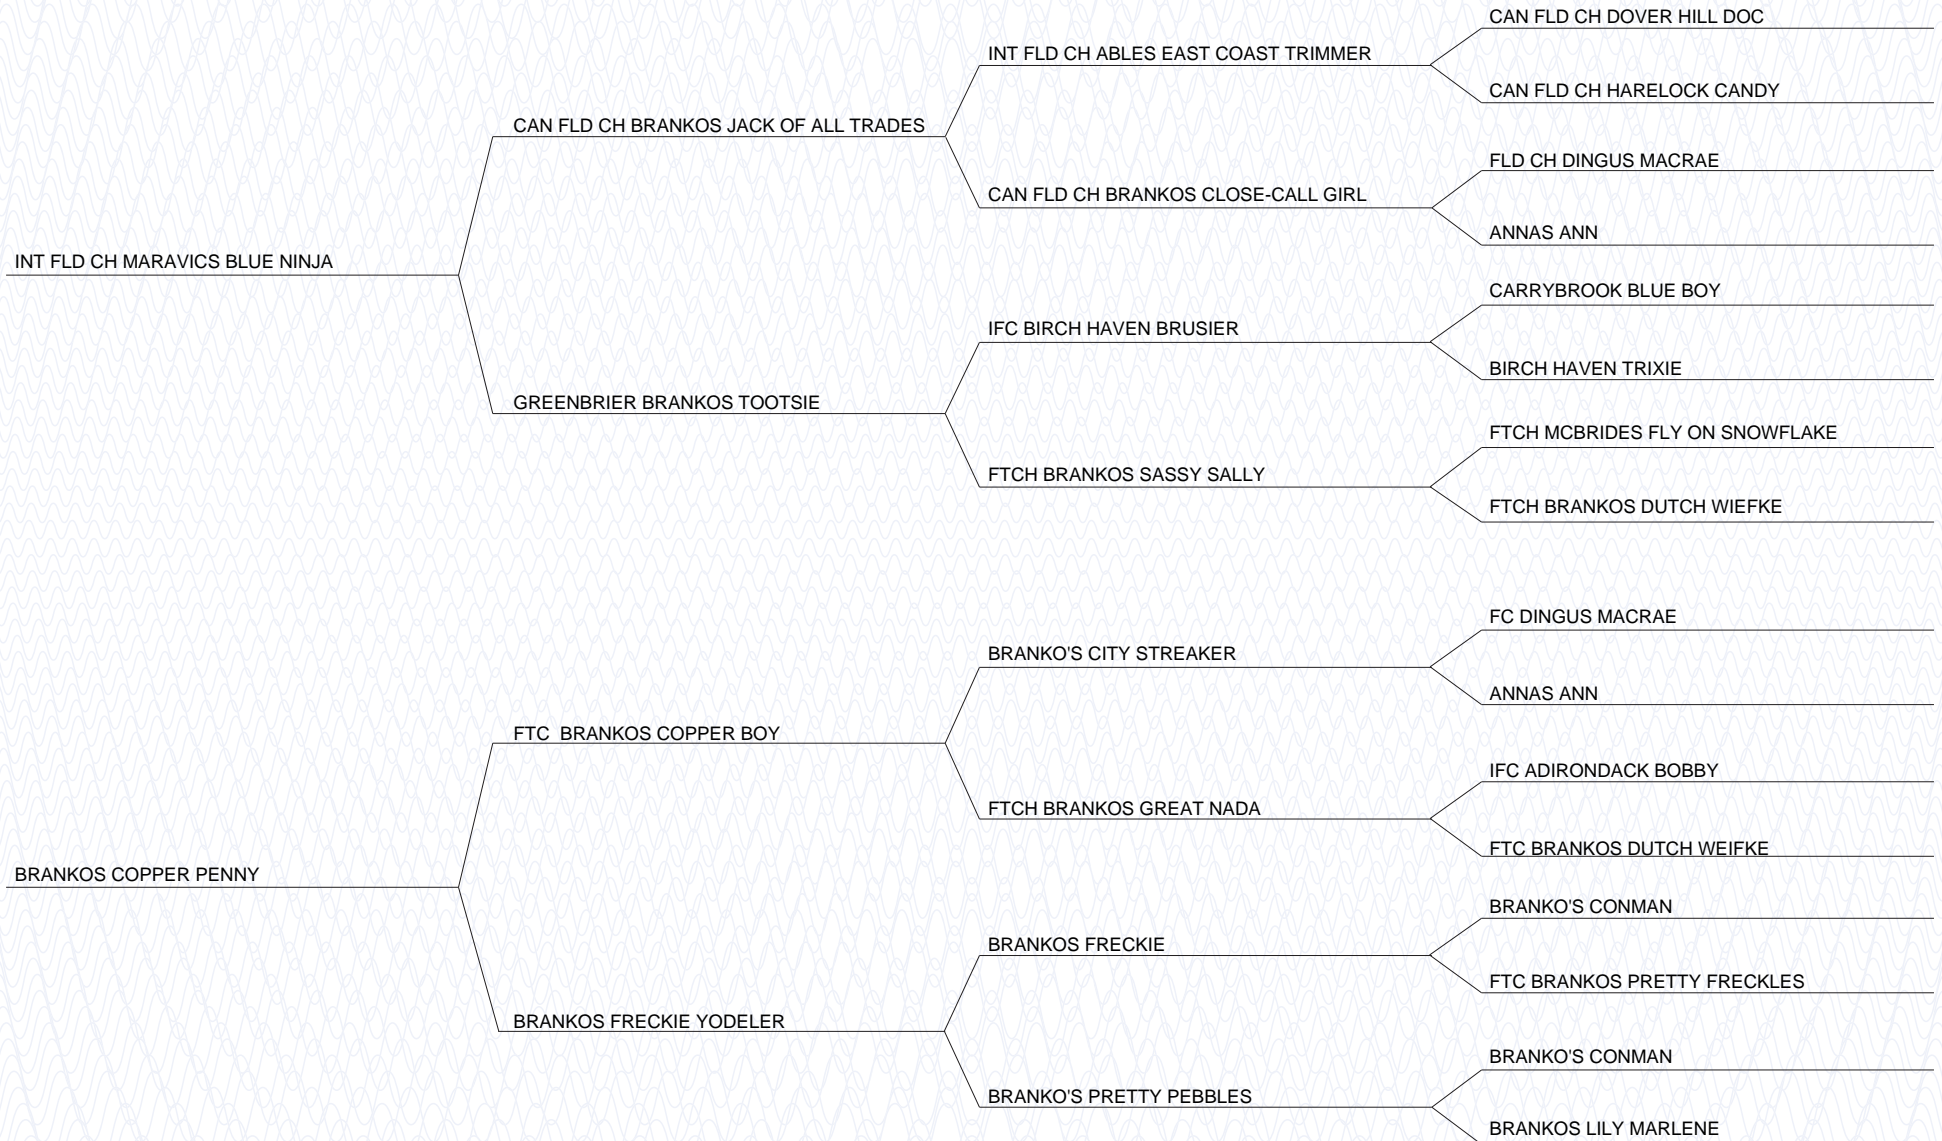 CAN FLD CH DOVER HILL DOC
INT FLD CH ABLES EAST COAST TRIMMER
CAN FLD CH HARELOCK CANDY
CAN FLD CH BRANKOS JACK OF ALL TRADES
FLD CH DINGUS MACRAE
CAN FLD CH BRANKOS CLOSE-CALL GIRL
ANNAS ANN
INT FLD CH MARAVICS BLUE NINJA
CARRYBROOK BLUE BOY
IFC BIRCH HAVEN BRUSIER
BIRCH HAVEN TRIXIE
GREENBRIER BRANKOS TOOTSIE
FTCH MCBRIDES FLY ON SNOWFLAKE
FTCH BRANKOS SASSY SALLY
FTCH BRANKOS DUTCH WIEFKE
FC DINGUS MACRAE
BRANKO'S CITY STREAKER
ANNAS ANN
FTC  BRANKOS COPPER BOY
IFC ADIRONDACK BOBBY
FTCH BRANKOS GREAT NADA
FTC BRANKOS DUTCH WEIFKE
BRANKOS COPPER PENNY
BRANKO'S CONMAN
BRANKOS FRECKIE
FTC BRANKOS PRETTY FRECKLES
BRANKOS FRECKIE YODELER
BRANKO'S CONMAN
BRANKO'S PRETTY PEBBLES
BRANKOS LILY MARLENE